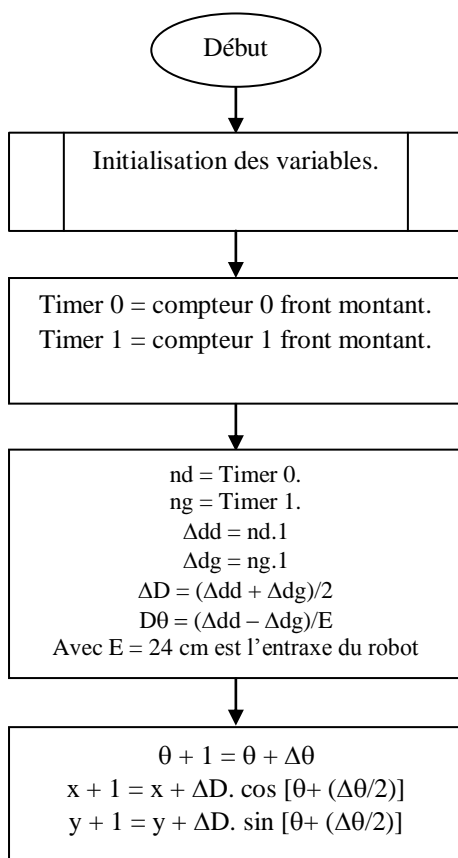 Début
Initialisation des variables.
Timer 0 = compteur 0 front montant.
Timer 1 = compteur 1 front montant.
nd = Timer 0.
ng = Timer 1.
Δdd = nd.1
Δdg = ng.1
ΔD = (Δdd + Δdg)/2
Dθ = (Δdd – Δdg)/E
Avec E = 24 cm est l’entraxe du robot
θ + 1 = θ + Δθ
x + 1 = x + ΔD. cos [θ+ (Δθ/2)]
y + 1 = y + ΔD. sin [θ+ (Δθ/2)]